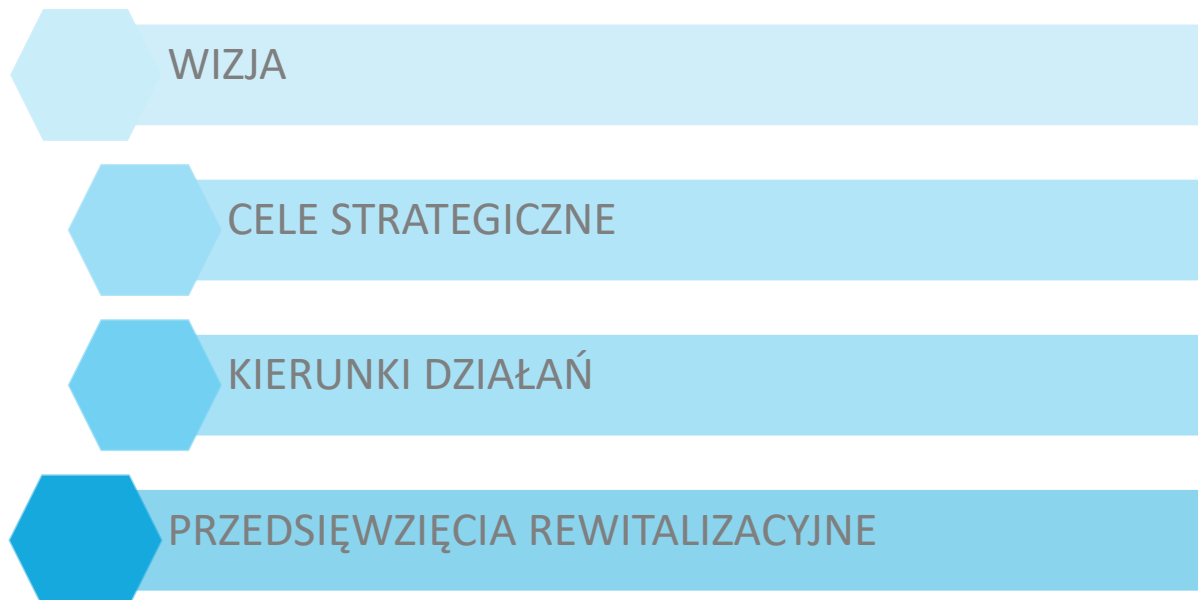 WIZJA
CELE STRATEGICZNE
KIERUNKI DZIAŁAŃ
PRZEDSIĘWZIĘCIA REWITALIZACYJNE